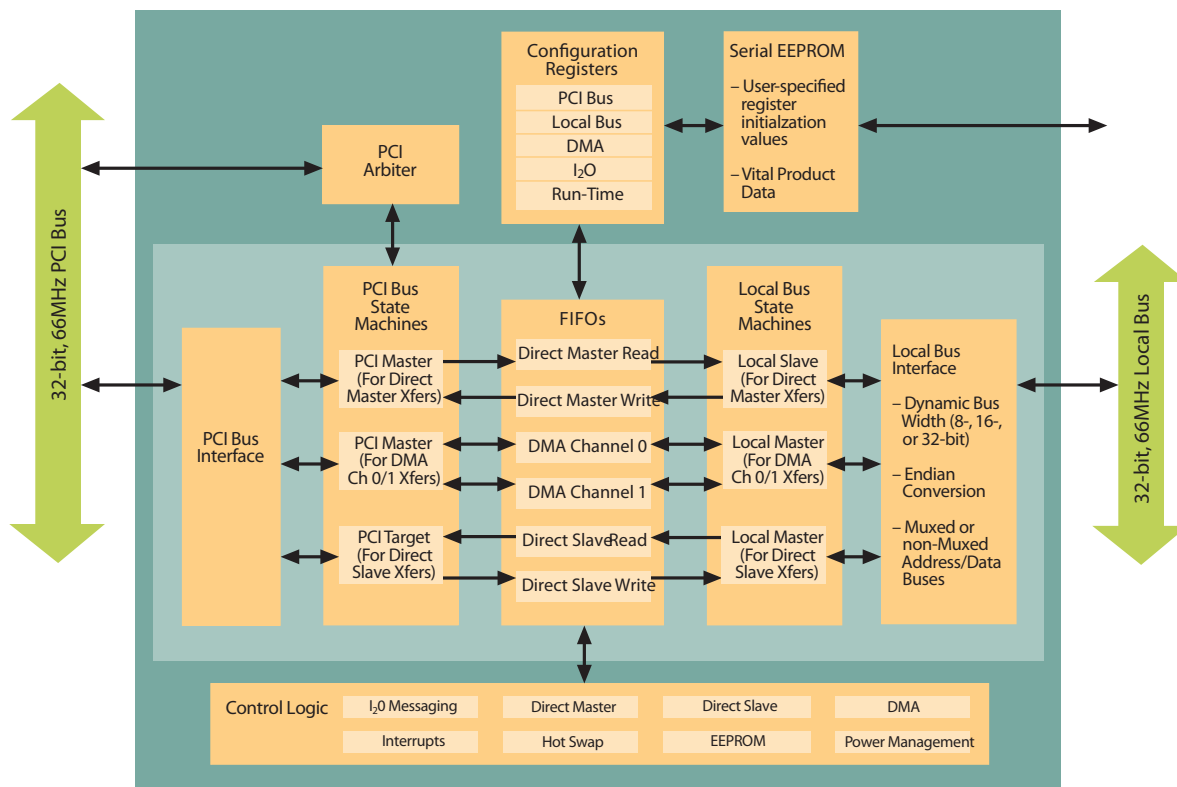 32-bit, 66MHz PCI Bus
PCI
Arbiter
Configuration
Registers
PCI Bus
Local Bus
DMA
I₂O
Run-Time
Serial EEPROM
– User-specified
register
initialzation
values
– Vital Product
Data
PCI Bus
Interface
PCI Bus
State
Machines
PCI Master
(For Direct
Master Xfers)
PCI Master
(For DMA
Ch 0/1 Xfers)
PCI Target
(For Direct
Slave Xfers)
FIFOs
Direct Master Read
Direct Master Write
DMA Channel 0
DMA Channel 1
Direct Slave Read
Direct Slave Write
Local Bus
State
Machines
Local Slave
(For Direct
Master Xfers)
Local Master
(For DMA
Ch 0/1 Xfers)
Local Master
(For Direct
Slave Xfers)
Local Bus
Interface
– Dynamic Bus
Width (8-, 16-,
or 32-bit)
– Endian
Conversion
– Muxed or
non-Muxed
Address/Data
Buses
32-bit, 66MHz Local Bus
Control Logic
I₂0 Messaging
Direct Master
Direct Slave
DMA
Interrupts
Hot Swap
EEPROM
Power Management